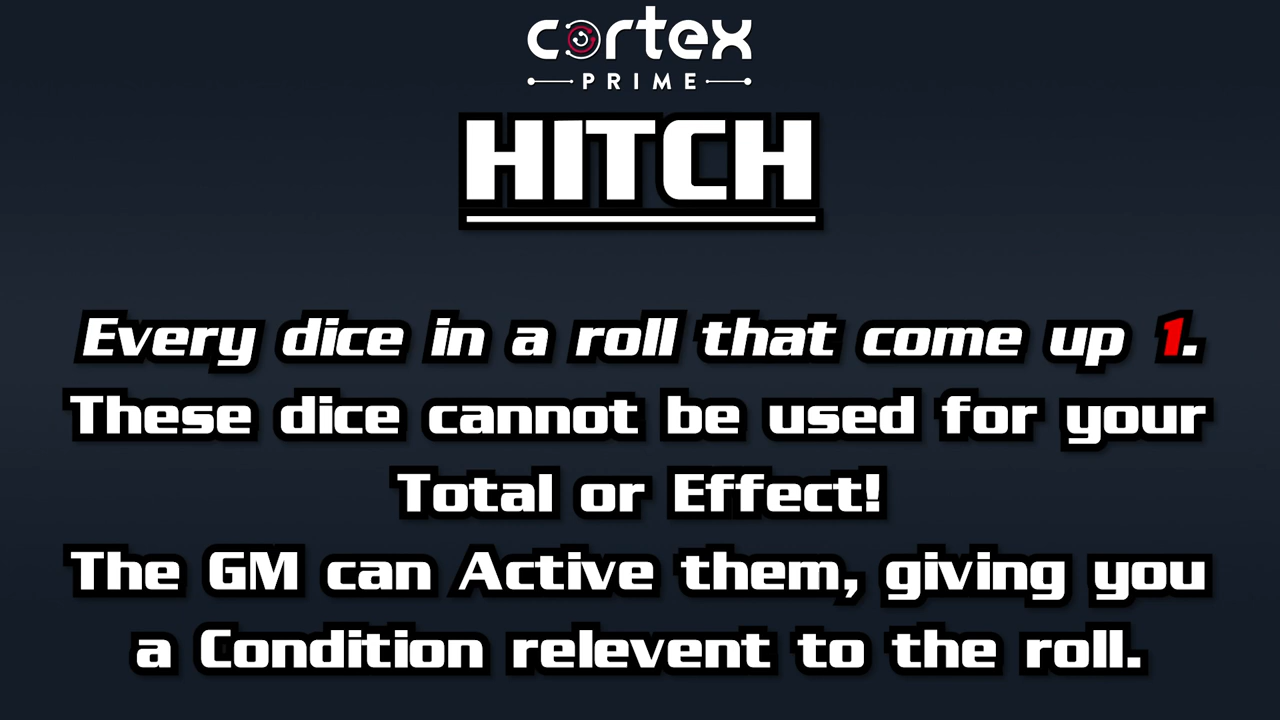 cortex
PRIME
HITCH
Every dice in a roll that come up 1.
These dice cannot be used for your
Total or Effect!
The GM can Active them, giving you
a Condition relevent to the roll.